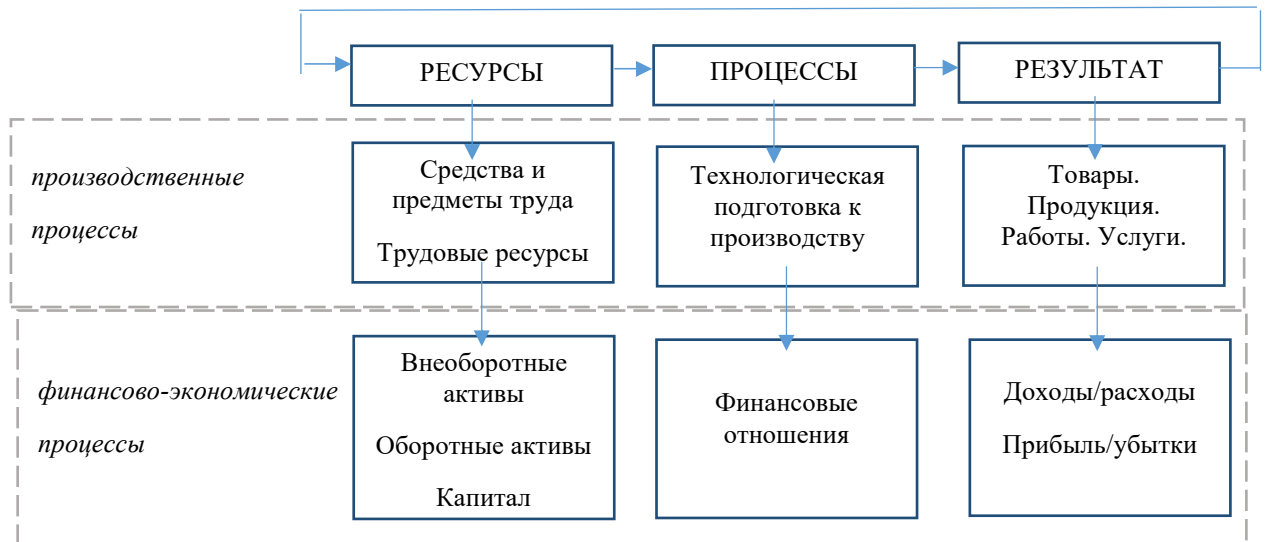 РЕСУРСЫ
ПРОЦЕССЫ
РЕЗУЛЬТАТ
производственные
процессы
Средства и
предметы труда
Трудовые ресурсы
Технологическая
подготовка к
производству
Товары.
Продукция.
Работы. Услуги.
финансово-экономические
процессы
Внеоборотные
активы
Оборотные активы
Капитал
Финансовые
отношения
Доходы/расходы
Прибыль/убытки